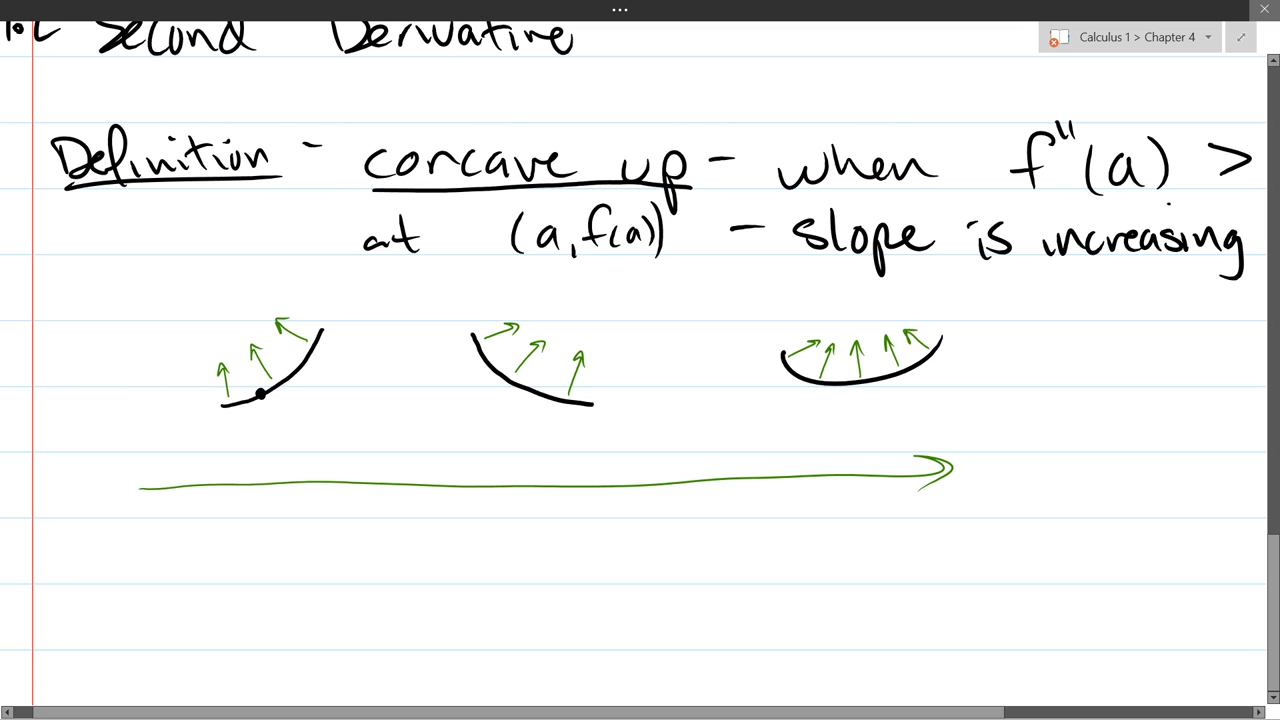 Calculus 1 > Chapter 4
Second Derivative
Definition - concave up - when f''(a) >
at (a, f(a)) - slope is increasing